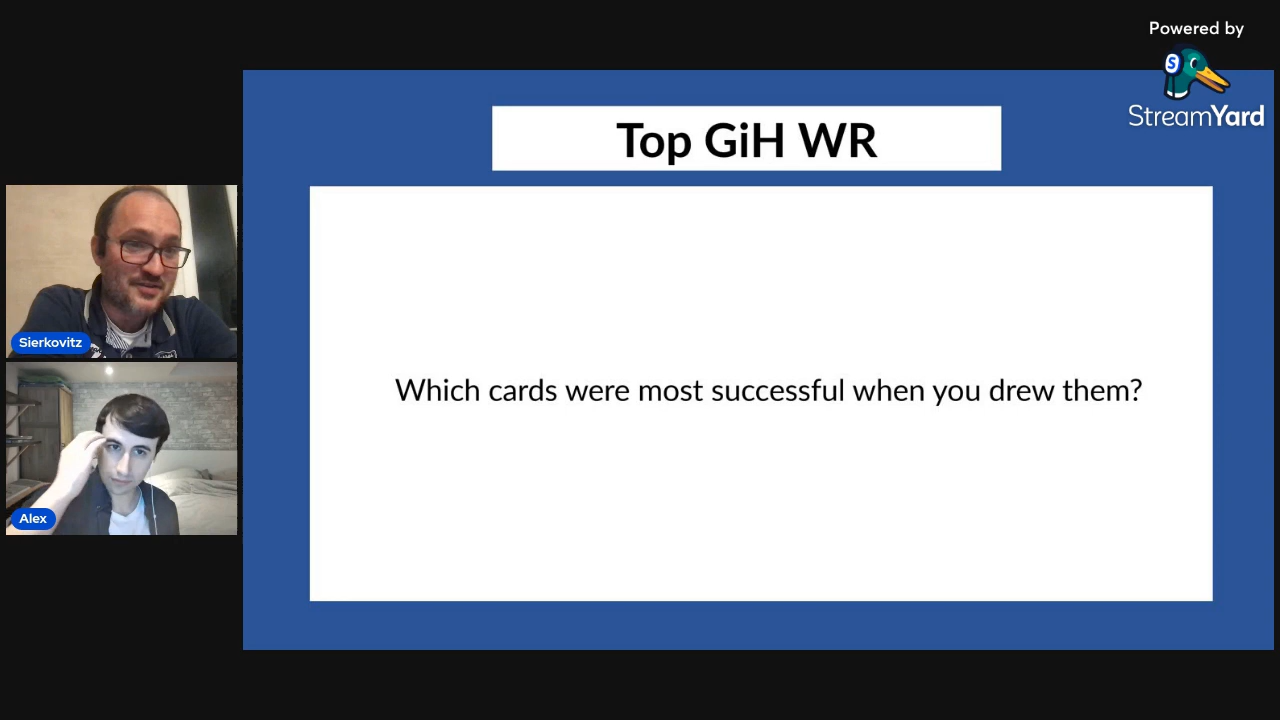 Powered by
StreamYard
Top GiH WR
Which cards were most successful when you drew them?
Sierkovitz
Alex